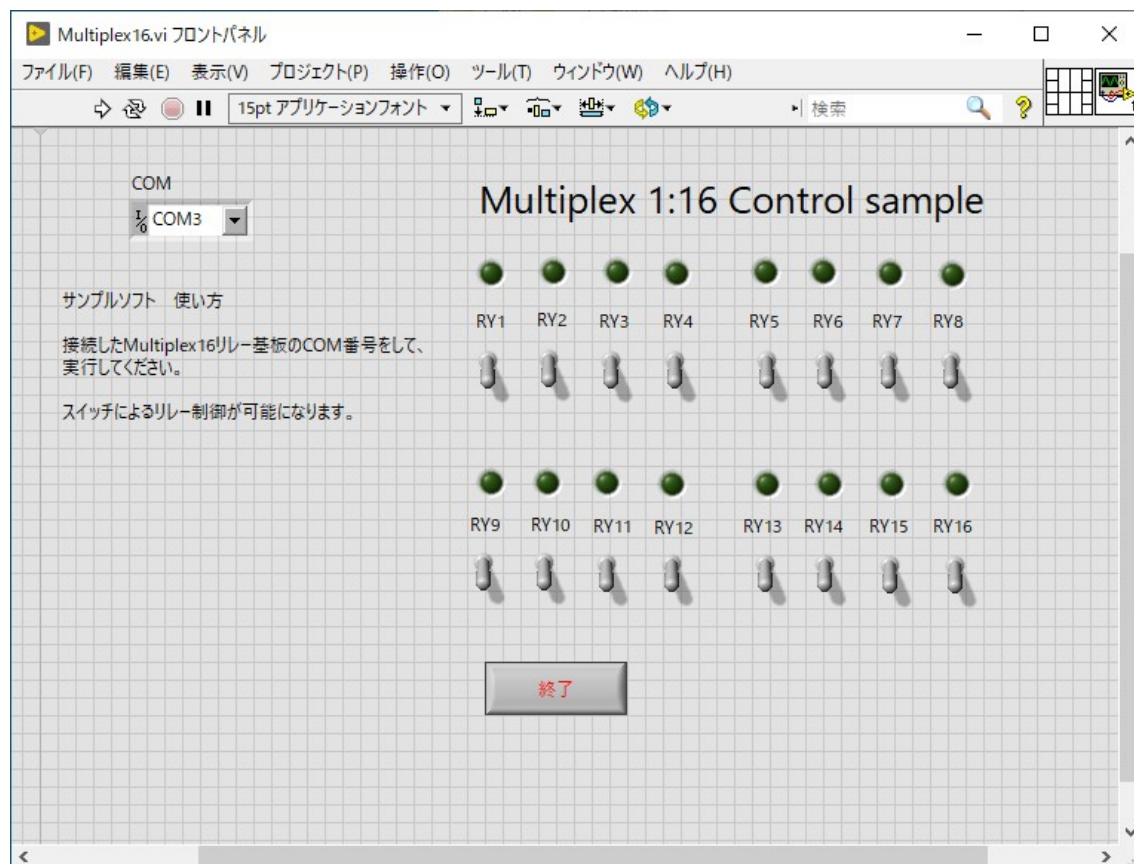 Multiplex16.vi フロントパネル
ファイル(F) 編集(E) 表示(V) プロジェクト(P) 操作(O) ツール(T) ウィンドウ(W) ヘルプ(H)
15pt アプリケーションフォント
検索
COM
COM3
Multiplex 1:16 Control sample
サンプルソフト 使い方
接続したMultiplex16リレー基板のCOM番号をして、
実行してください。
スイッチによるリレー制御が可能になります。
RY1 RY2 RY3 RY4 RY5 RY6 RY7 RY8
RY9 RY10 RY11 RY12 RY13 RY14 RY15 RY16
終了